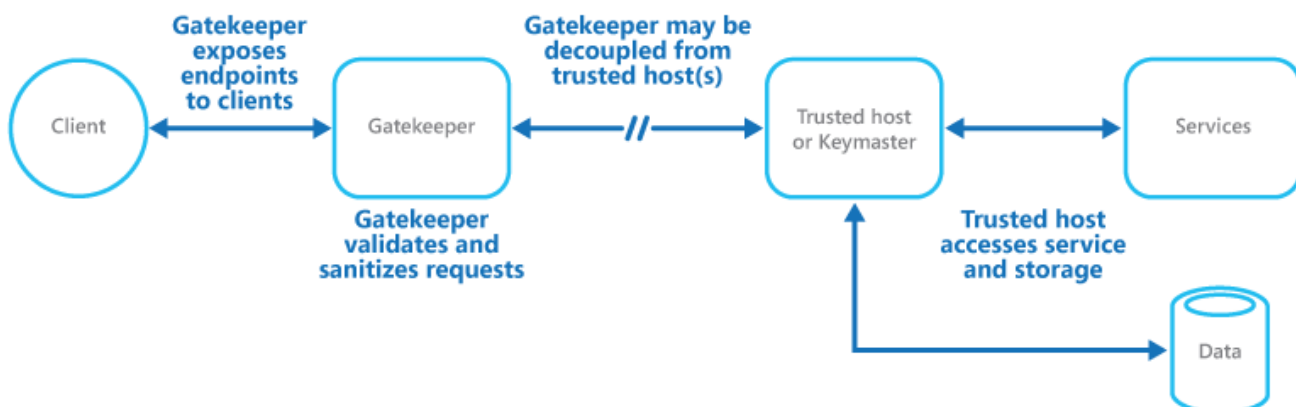 Gatekeeper
exposes
endpoints
to clients
Gatekeeper may be
decoupled from
trusted host(s)
Client
Gatekeeper
Trusted host
or Keymaster
Services
Gatekeeper
validates and
sanitizes requests
Trusted host
accesses service
and storage
Data